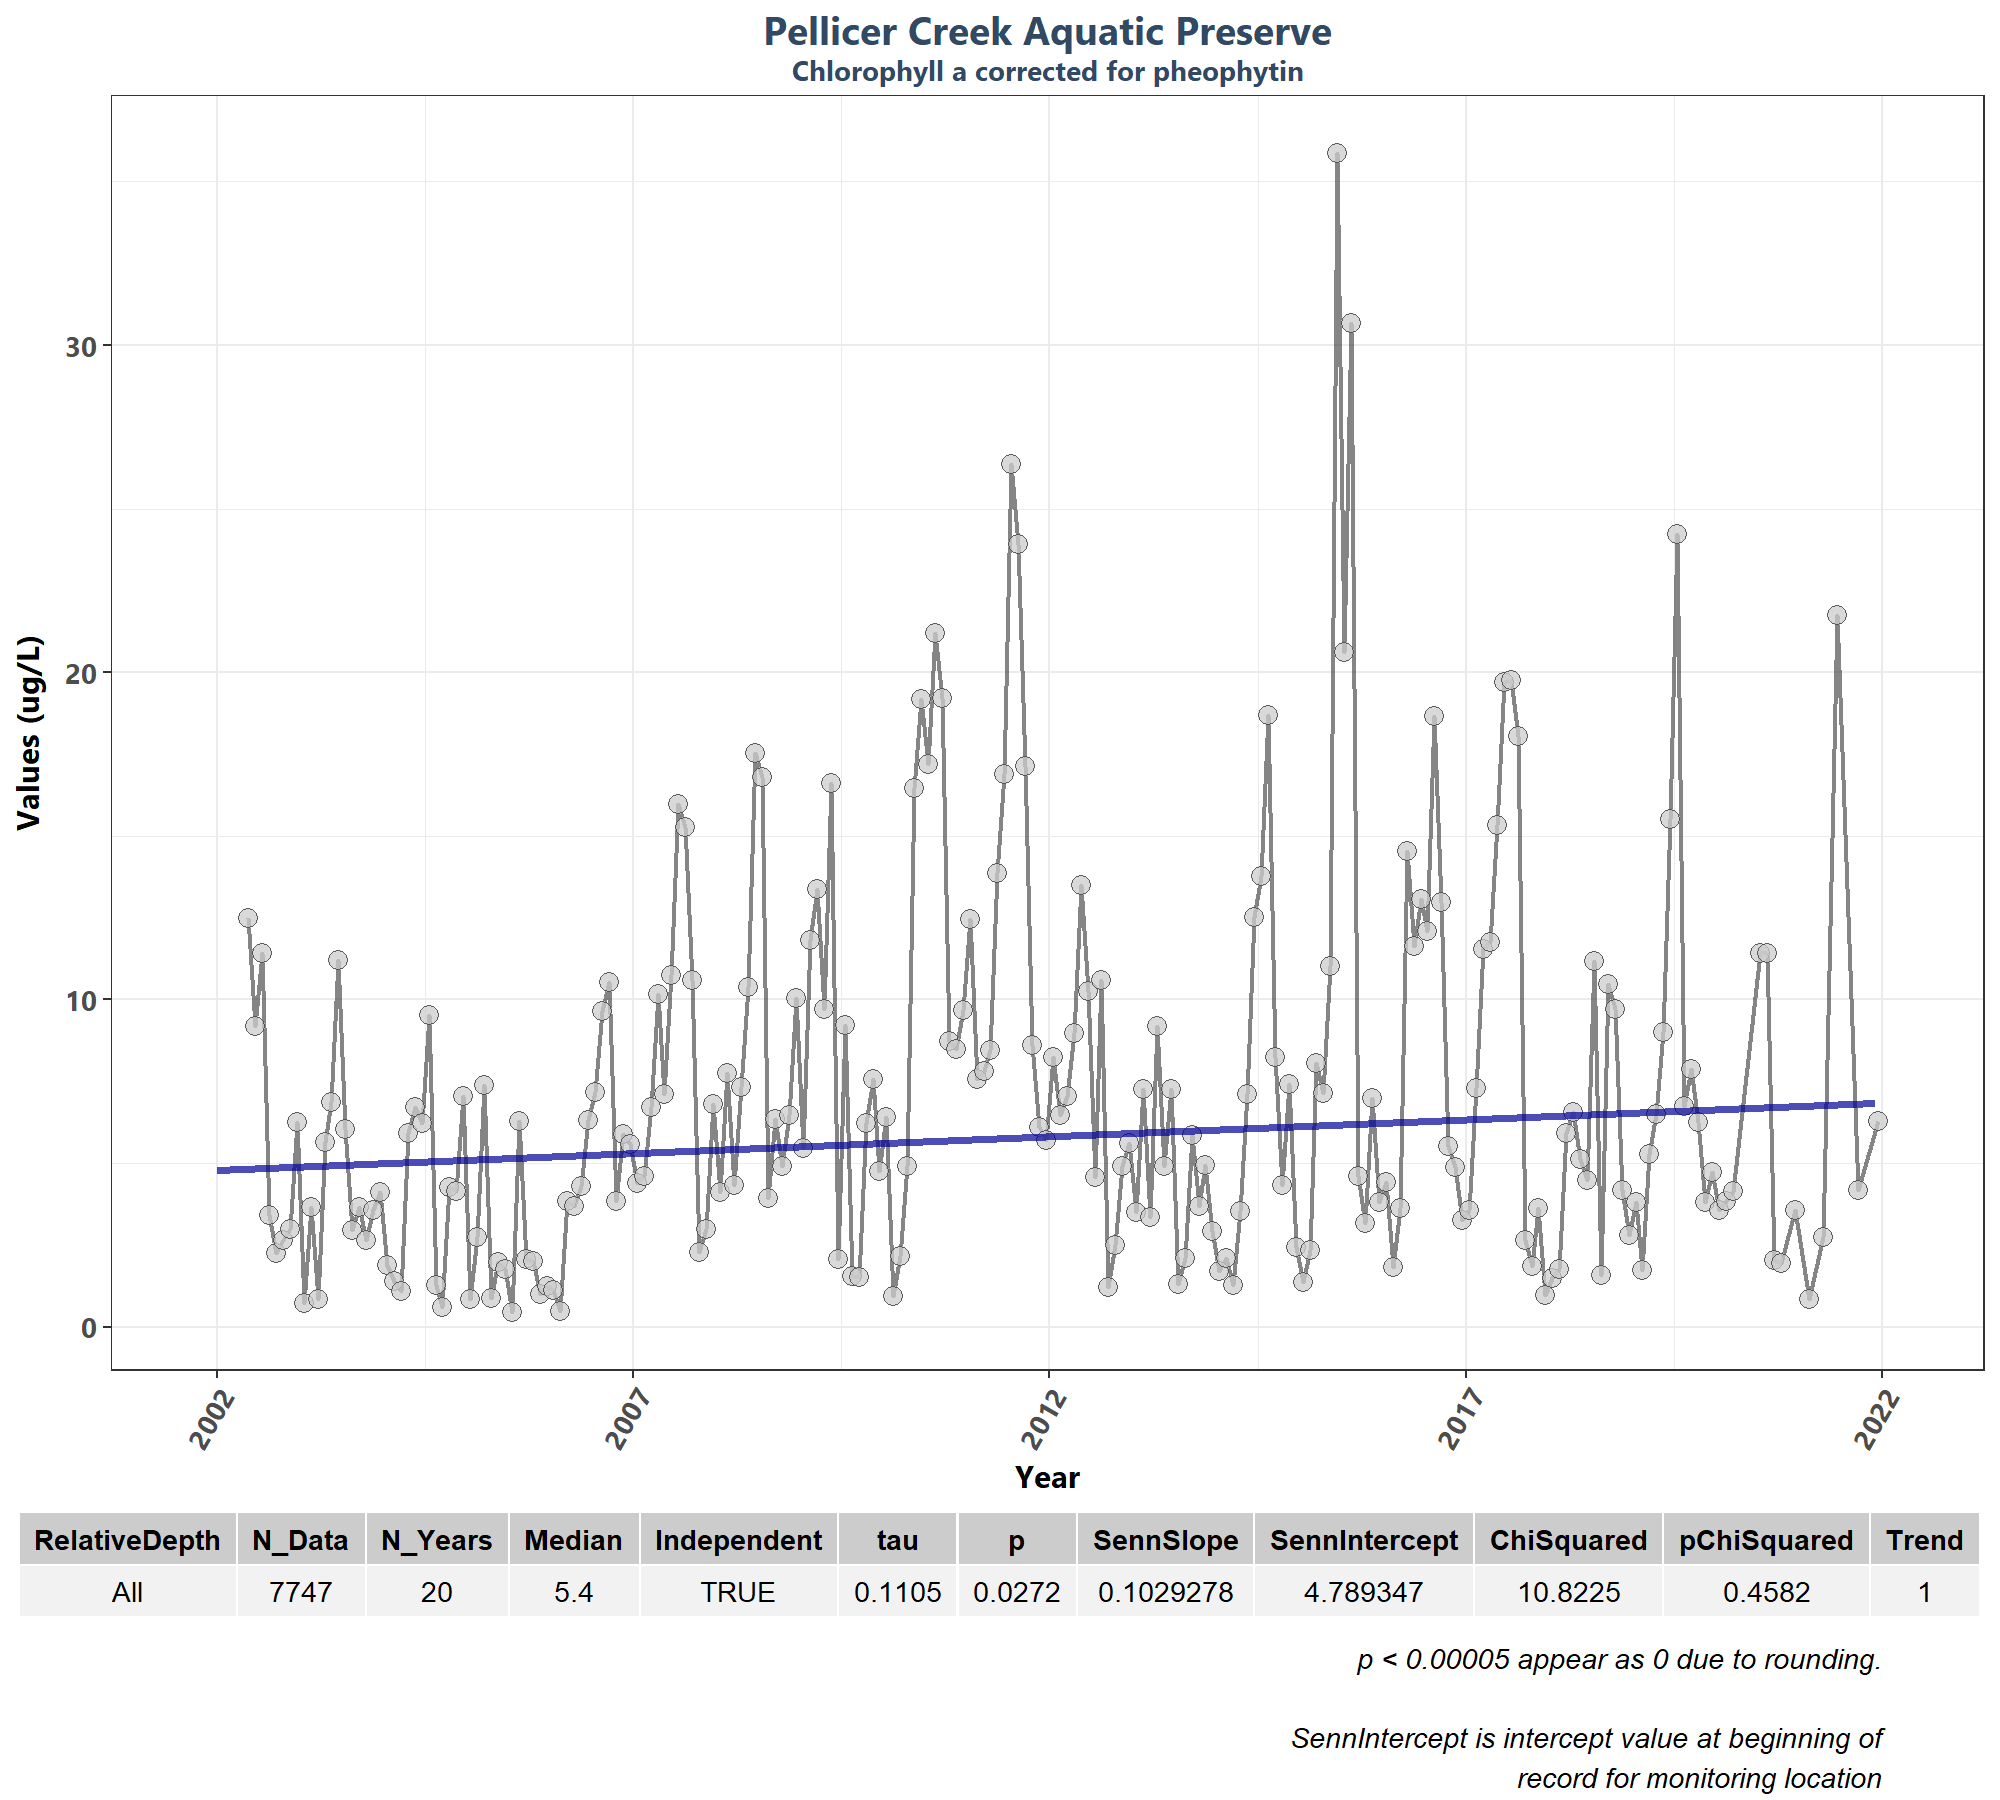 Pellicer Creek Aquatic Preserve
Chlorophyll a corrected for pheophytin
Values (ug/L)
30
20
10
0
2002
2007
2012
2017
2022
Year
RelativeDepth N_Data N_Years Median Independent tau p SennSlope SennIntercept ChiSquared pChiSquared Trend
All 7747 20 5.4 TRUE 0.1105 0.0272 0.1029278 4.789347 10.8225 0.4582 1
p < 0.00005 appear as 0 due to rounding.
SennIntercept is intercept value at beginning of
record for monitoring location